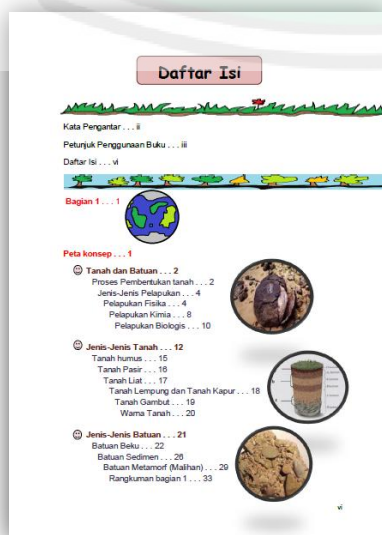 Daftar Isi
Kata Pengantar . . . ii
Petunjuk Penggunaan Buku . . . iii
Daftar Isi . . . vi
Bagian 1 . . . 1
Peta konsep . . . 1
Tanah dan Batuan . . . 2
Proses Pembentukan tanah . . . 2
Jenis-Jenis Pelapukan . . . 4
Pelapukan Fisika . . . 4
Pelapukan Kimia . . . 8
Pelapukan Biologis . . . 10
Jenis-Jenis Tanah . . . 12
Tanah humus . . . 15
Tanah Pasir . . . 16
Tanah Liat . . . 17
Tanah Lempung dan Tanah Kapur . . . 18
Tanah Gambut . . . 19
Warna Tanah . . . 20
Jenis-Jenis Batuan . . . 21
Batuan Beku . . . 22
Batuan Sedimen . . . 26
Batuan Metamorf (Malihan) . . . 29
Rangkuman bagian 1 . . . 33
vi